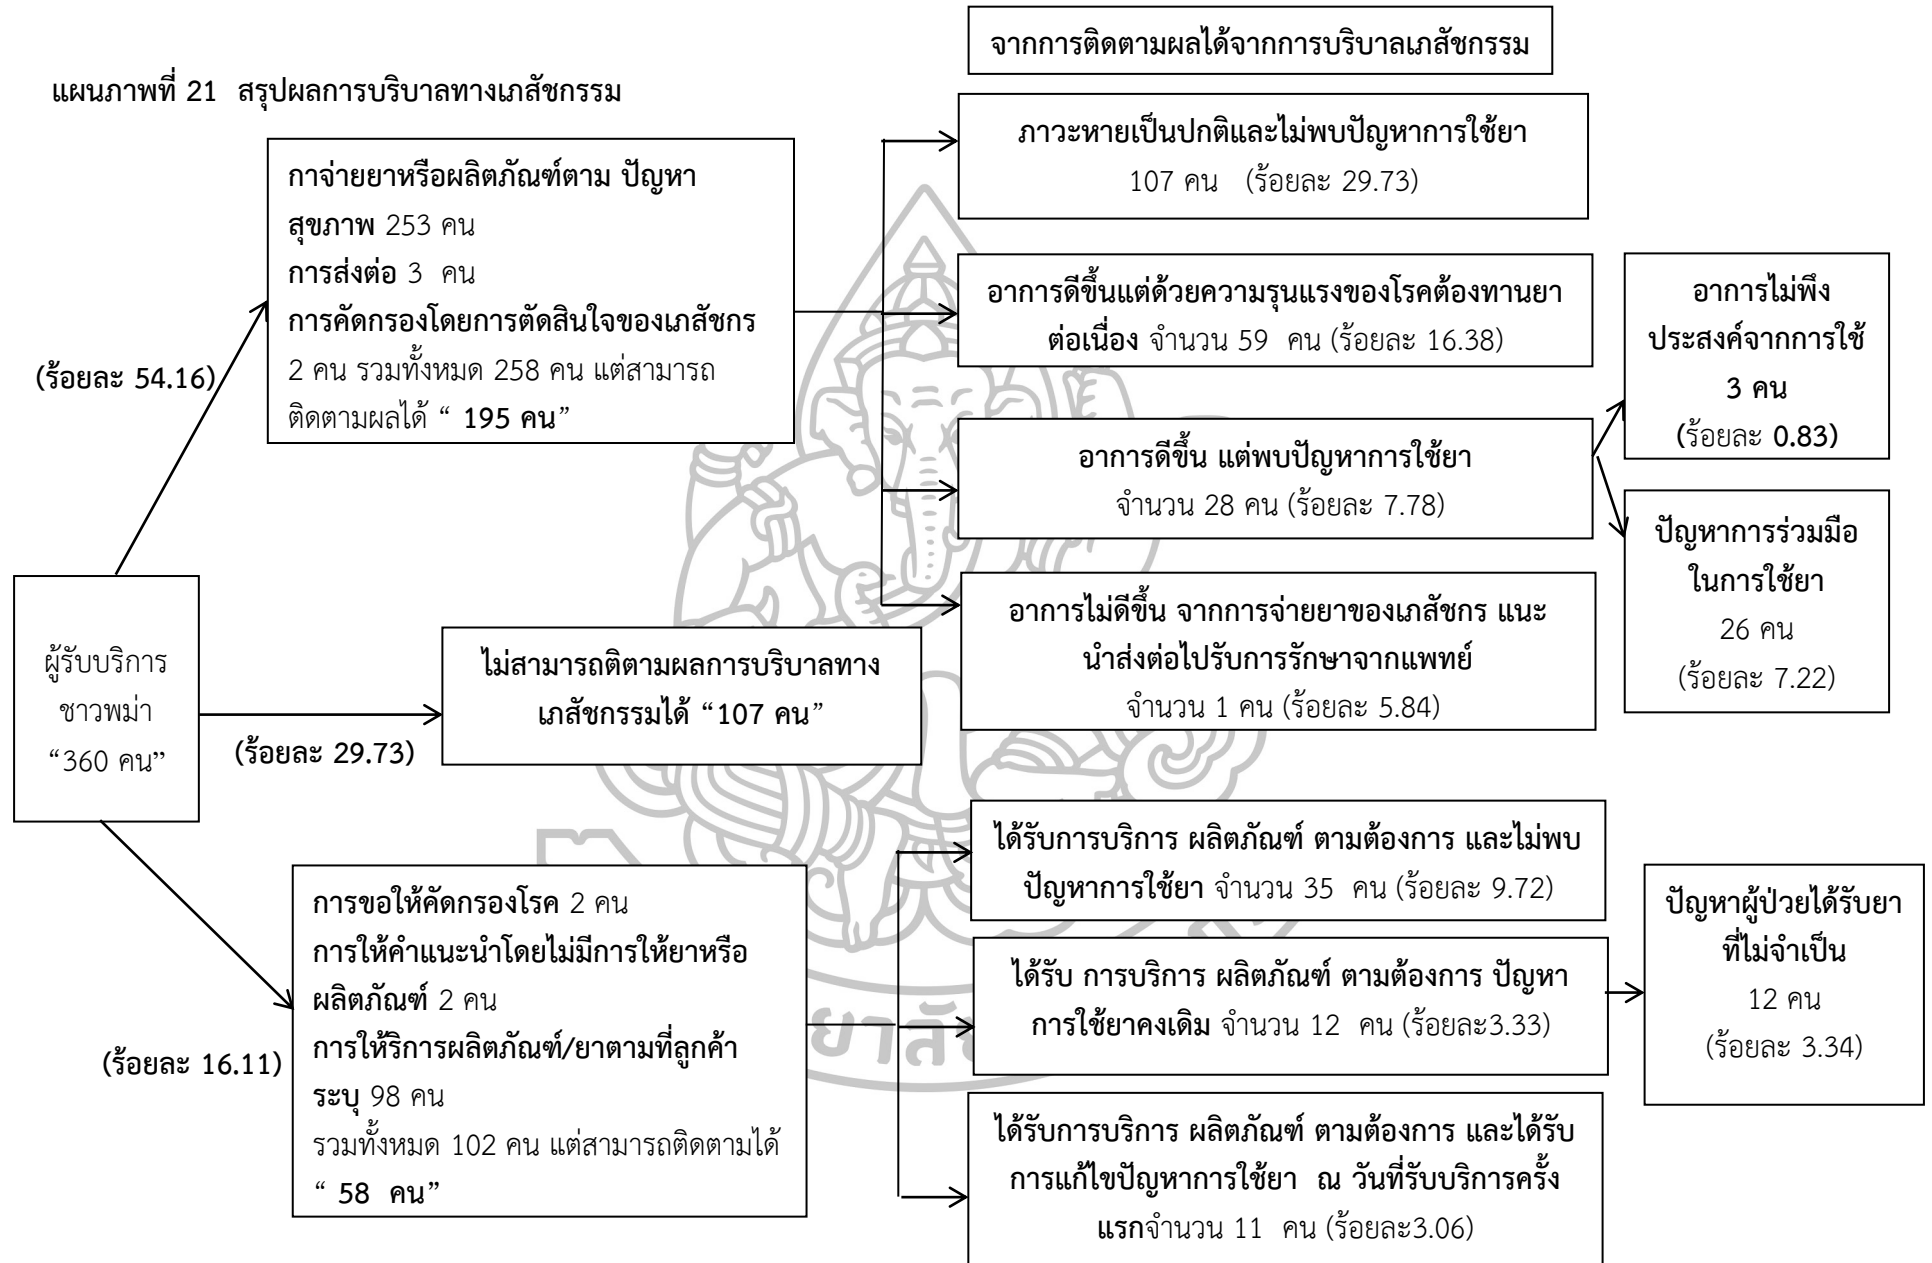 จากการติดตามผลได้จากการบริบาลเภสัชกรรม
แผนภาพที่ 21 สรุปผลการบริบาลทางเภสัชกรรม
กาจ่ายยาหรือผลิตภัณฑ์ตาม ปัญหา
สุขภาพ 253 คน
การส่งต่อ 3 คน
การคัดกรองโดยการตัดสินใจของเภสัชกร
2 คน รวมทั้งหมด 258 คน แต่สามารถ
ติดตามผลได้ “ 195 คน”
ภาวะหายเป็นปกติและไม่พบปัญหาการใช้ยา
107 คน (ร้อยละ 29.73)
อาการดีขึ้นแต่ด้วยความรุนแรงของโรคต้องทานยา
ต่อเนื่อง จำนวน 59 คน (ร้อยละ 16.38)
อาการดีขึ้น แต่พบปัญหาการใช้ยา
จำนวน 28 คน (ร้อยละ 7.78)
อาการไม่พึง
ประสงค์จากการใช้
3 คน
(ร้อยละ 0.83)
ปัญหาการร่วมมือ
ในการใช้ยา
26 คน
(ร้อยละ 7.22)
อาการไม่ดีขึ้น จากการจ่ายยาของเภสัชกร แนะ
นำส่งต่อไปรับการรักษาจากแพทย์
จำนวน 1 คน (ร้อยละ 5.84)
(ร้อยละ 54.16)
ผู้รับบริการ
ชาวพม่า
“360 คน”
(ร้อยละ 29.73)
ไม่สามารถติตามผลการบริบาลทาง
เภสัชกรรมได้ “107 คน”
(ร้อยละ 16.11)
การขอให้คัดกรองโรค 2 คน
การให้คำแนะนำโดยไม่มีการให้ยาหรือ
ผลิตภัณฑ์ 2 คน
การให้ริการผลิตภัณฑ์/ยาตามที่ลูกค้า
ระบุ 98 คน
รวมทั้งหมด 102 คน แต่สามารถติดตามได้
“ 58 คน”
ได้รับการบริการ ผลิตภัณฑ์ ตามต้องการ และไม่พบ
ปัญหาการใช้ยา จำนวน 35 คน (ร้อยละ 9.72)
ได้รับ การบริการ ผลิตภัณฑ์ ตามต้องการ ปัญหา
การใช้ยาคงเดิม จำนวน 12 คน (ร้อยละ3.33)
ปัญหาผู้ป่วยได้รับยา
ที่ไม่จำเป็น
12 คน
(ร้อยละ 3.34)
ได้รับการบริการ ผลิตภัณฑ์ ตามต้องการ และได้รับ
การแก้ไขปัญหาการใช้ยา ณ วันที่รับบริการครั้ง
แรกจำนวน 11 คน (ร้อยละ3.06)